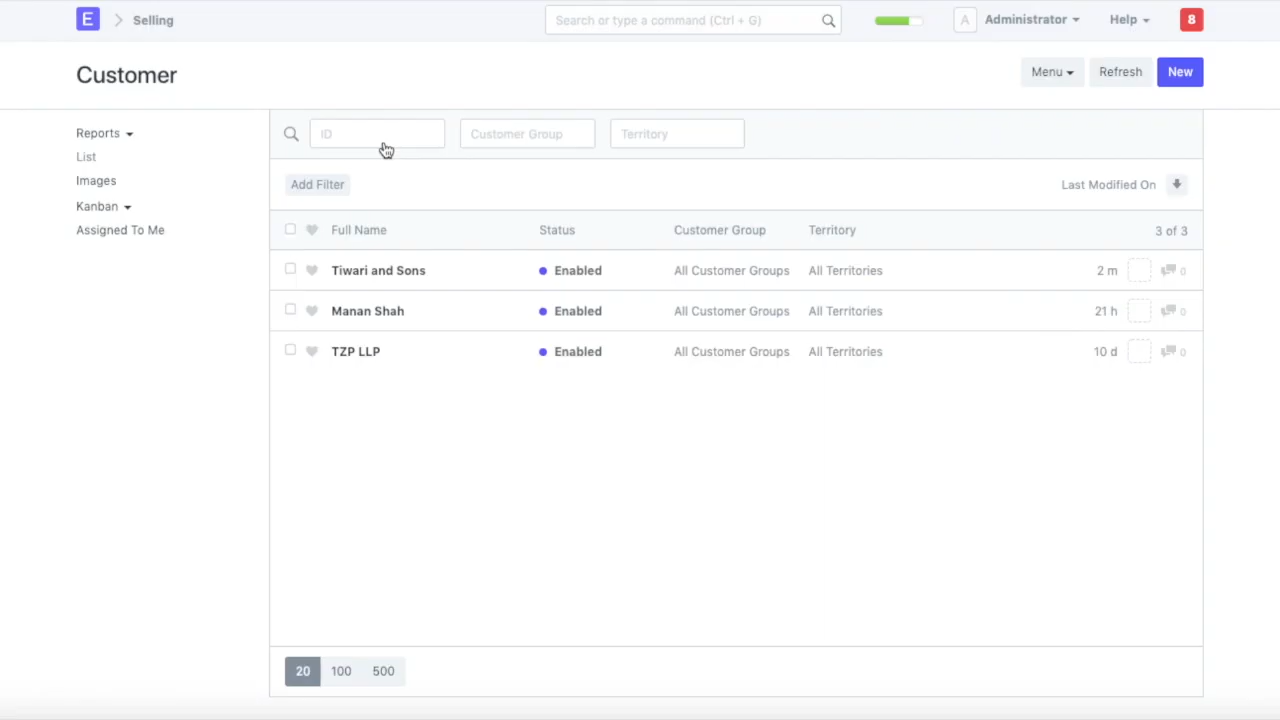 E Selling Search or type a command (Ctrl + G) A Administrator Help 8
Customer Menu Refresh New
Reports
List
Images
Kanban
Assigned To Me
ID Customer Group Territory
Add Filter Last Modified On
Full Name Status Customer Group Territory 3 of 3
Tiwari and Sons Enabled All Customer Groups All Territories 2 m 0
Manan Shah Enabled All Customer Groups All Territories 21 h 0
TZP LLP Enabled All Customer Groups All Territories 10 d 0
20 100 500